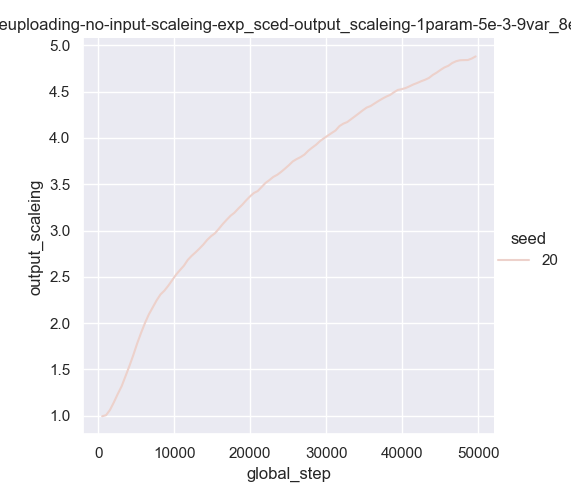 euploading-no-input-scaleing-exp_sced-output_scaleing-1param-5e-3-9var_8e
5.0
4.5
4.0
3.5
3.0
2.5
2.0
1.5
1.0
output_scaleing
0 10000 20000 30000 40000 50000
global_step
seed
20